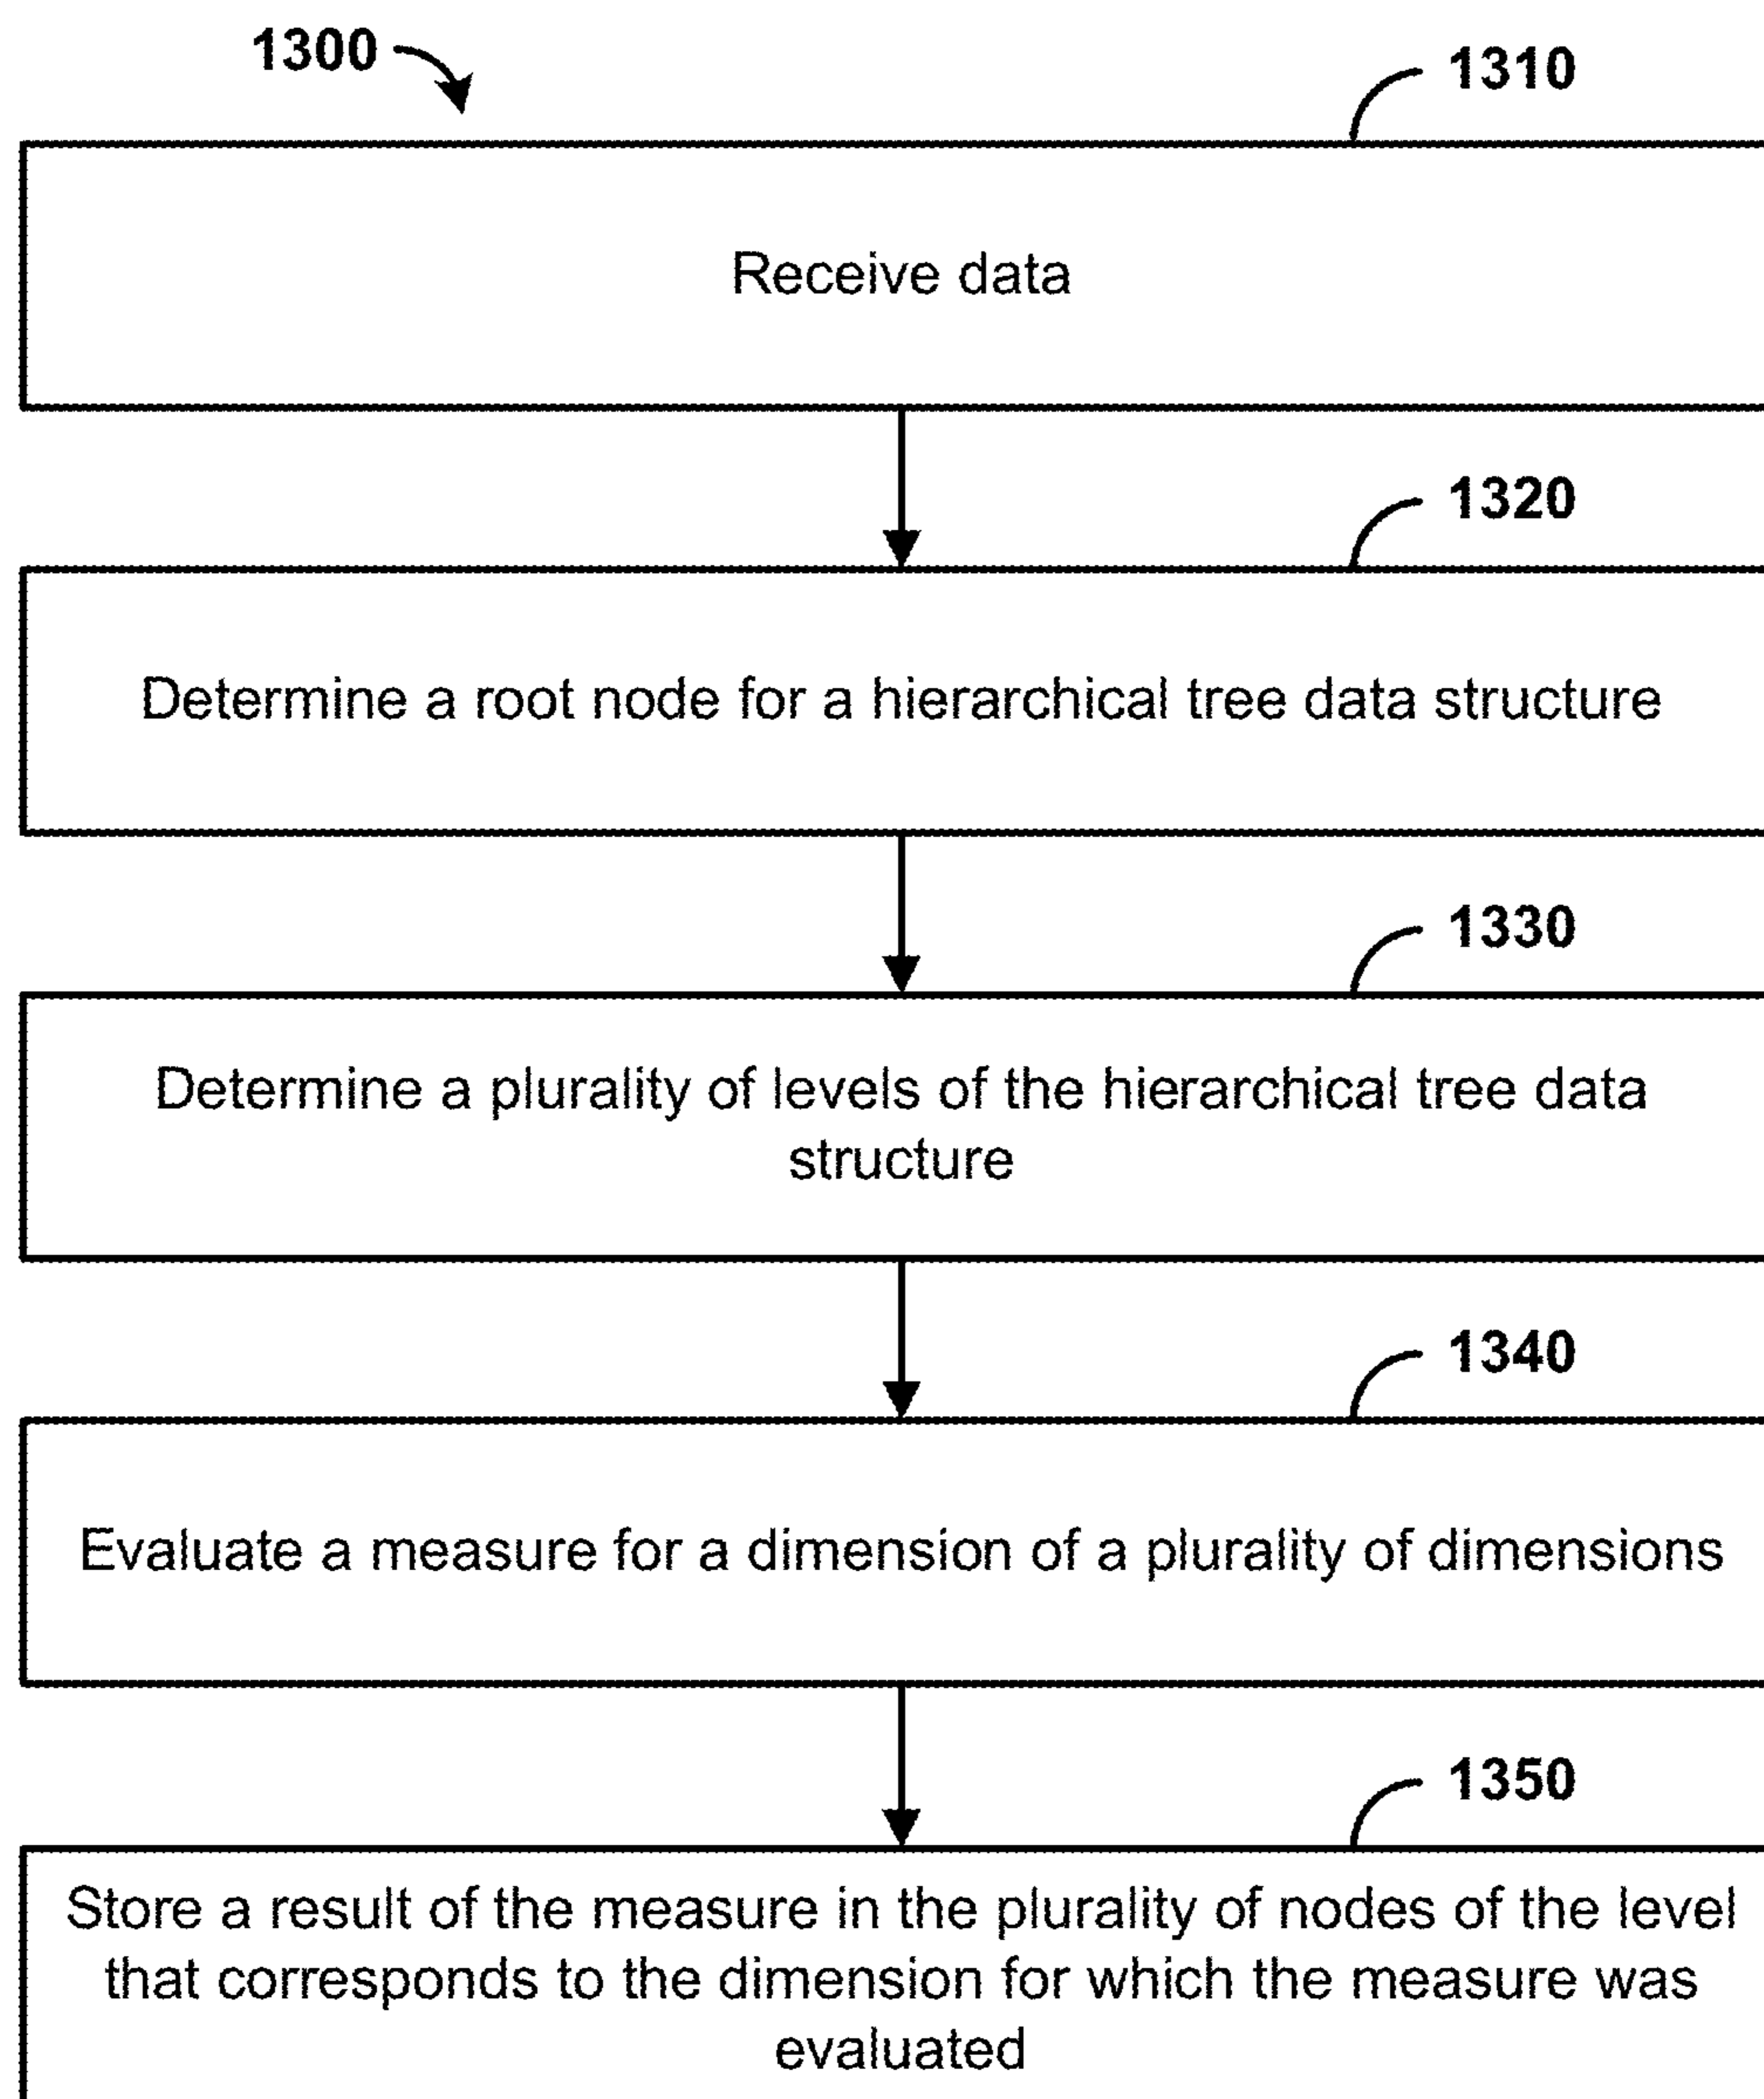 1300
1310
Receive data
1320
Determine a root node for a hierarchical tree data structure
1330
Determine a plurality of levels of the hierarchical tree data
structure
1340
Evaluate a measure for a dimension of a plurality of dimensions
1350
Store a result of the measure in the plurality of nodes of the level
that corresponds to the dimension for which the measure was
evaluated